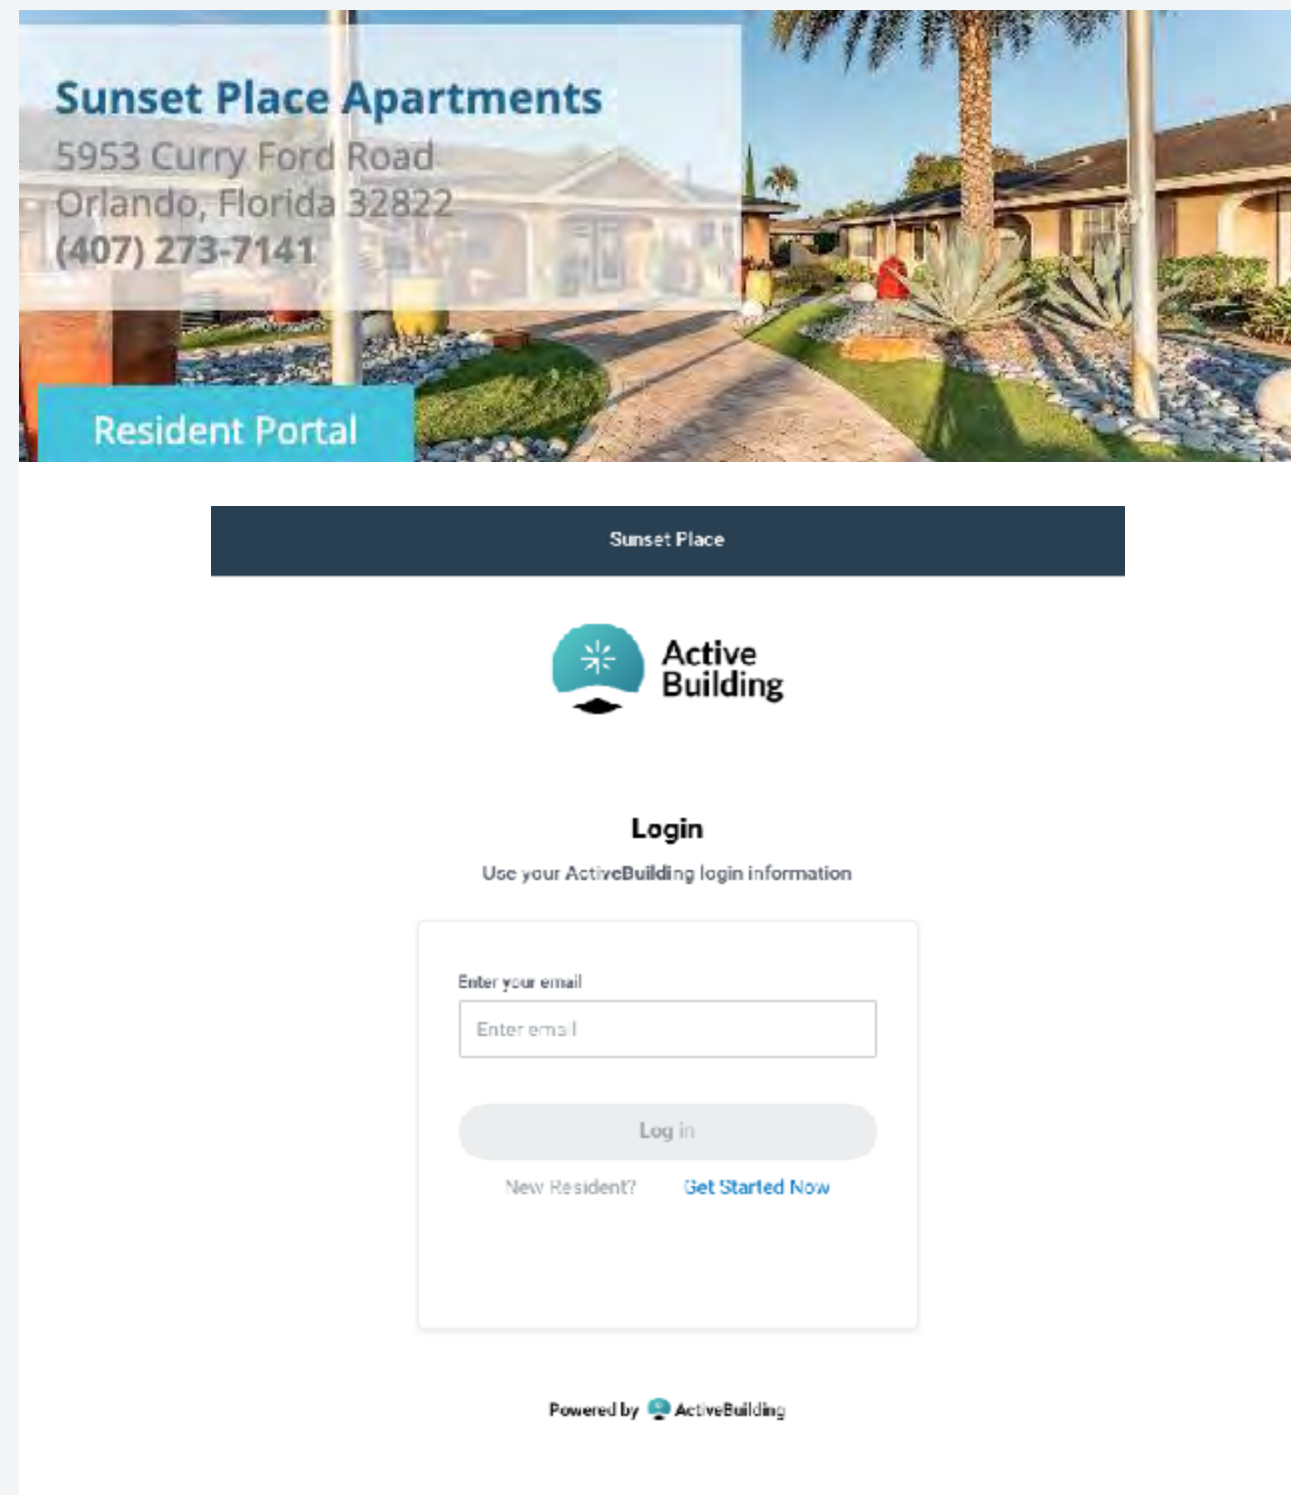 Sunset Place Apartments
5953 Curry Ford Road
Orlando, Florida 32822
(407) 273-7141
Resident Portal
Sunset Place
Active
Building
Login
Use your ActiveBuilding login information
Enter your email
Enter email
Log in
New Resident? Get Started Now
Powered by ActiveBuilding